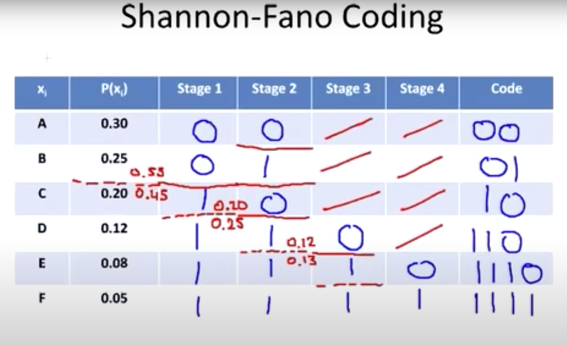 Shannon-Fano Coding
xᵢ P(xᵢ) Stage 1 Stage 2 Stage 3 Stage 4 Code
A 0.30 0 0 00
B 0.25 0 1 01
0.55
C 0.20 0.45 1 0 10
0.20
0.25
D 0.12 1 1 0 110
0.12
0.13
E 0.08 1 1 1 0 1110
F 0.05 1 1 1 1 1111